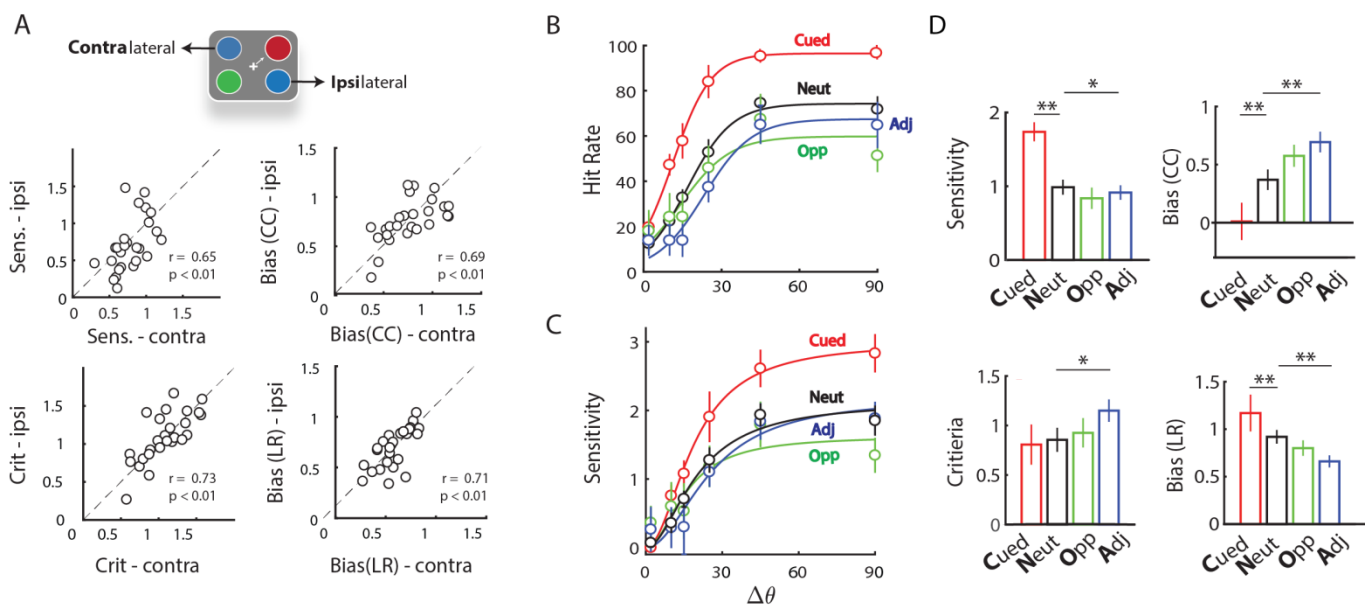 A
Contralateral
Ipsilateral
Sens. - ipsi
1.5
1
0.5
0
0 0.5 1 1.5
r = 0.65
p < 0.01
Sens. - contra
Bias (CC) - ipsi
1.5
1
0.5
0
0 0.5 1 1.5
r = 0.69
p < 0.01
Bias(CC) - contra
Crit - ipsi
1.5
1
0.5
0
0 0.5 1 1.5
r = 0.73
p < 0.01
Crit - contra
Bias (LR) - ipsi
1.5
1
0.5
0
0 0.5 1 1.5
r = 0.71
p < 0.01
Bias(LR) - contra
B
Hit Rate
100
80
60
40
20
0
0 30 60 90
Cued
Neut
Adj
Opp
C
Sensitivity
3
2
1
0
0 30 60 90
Cued
Neut
Adj
Opp
Δθ
D
Sensitivity
2
1
0
** *
Cued
Neut
Opp
Adj
Bias (CC)
1
0.5
0
** **
Cued
Neut
Opp
Adj
Critieria
1.5
1
0.5
0
*
Cued
Neut
Opp
Adj
Bias (LR)
1.5
1
0.5
0
** **
Cued
Neut
Opp
Adj